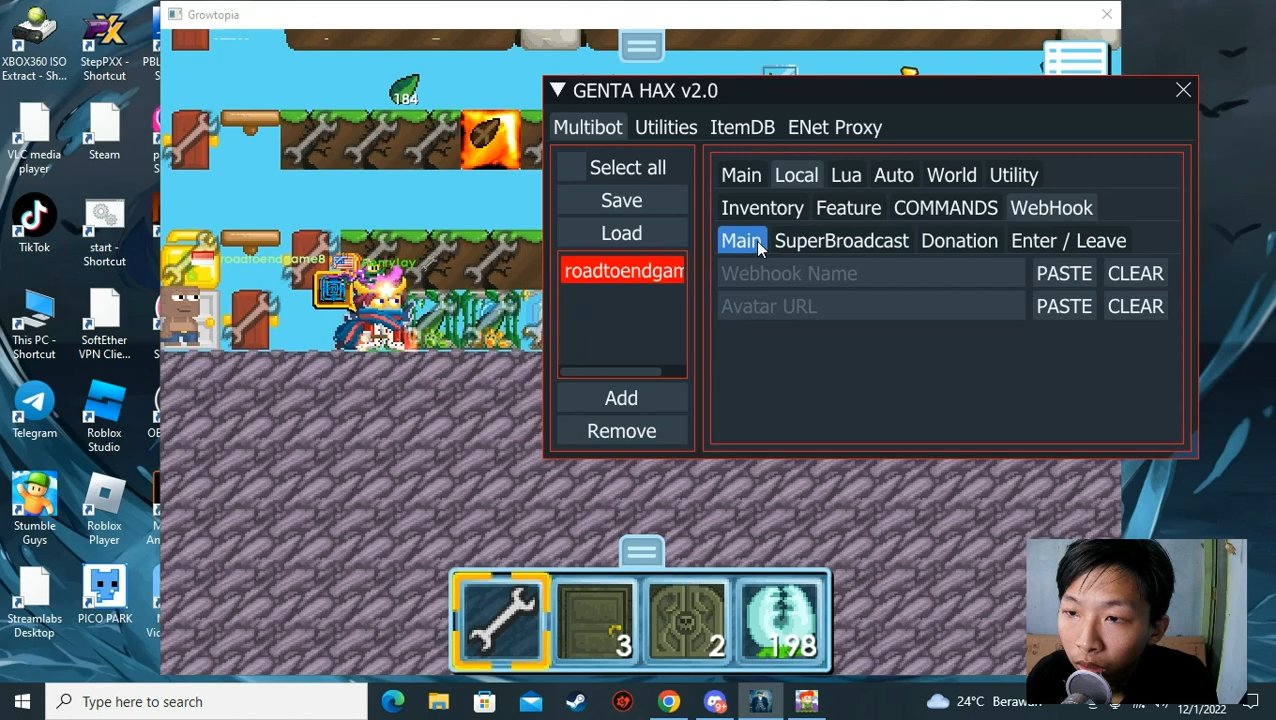 XBOX360 ISO
Extract - Sh...
StepPXX -
Shortcut
PBL
Growtopia
184
VLC media
player
Steam
TikTok
start -
Shortcut
This PC -
Shortcut
SoftEther
VPN Clie...
Telegram
Roblox
Studio
Stumble
Guys
Roblox
Player
Streamlabs
Desktop
PICO PARK
roadtoendgame8
GENTA HAX v2.0
Multibot
Utilities
ItemDB
ENet Proxy
Select all
Save
Load
roadtoendgam
Add
Remove
Main
Local
Lua
Auto
World
Utility
Inventory
Feature
COMMANDS
WebHook
Main
SuperBroadcast
Donation
Enter / Leave
Webhook Name
PASTE
CLEAR
Avatar URL
PASTE
CLEAR
3
2
198
Type here to search
24°C
12/1/2022